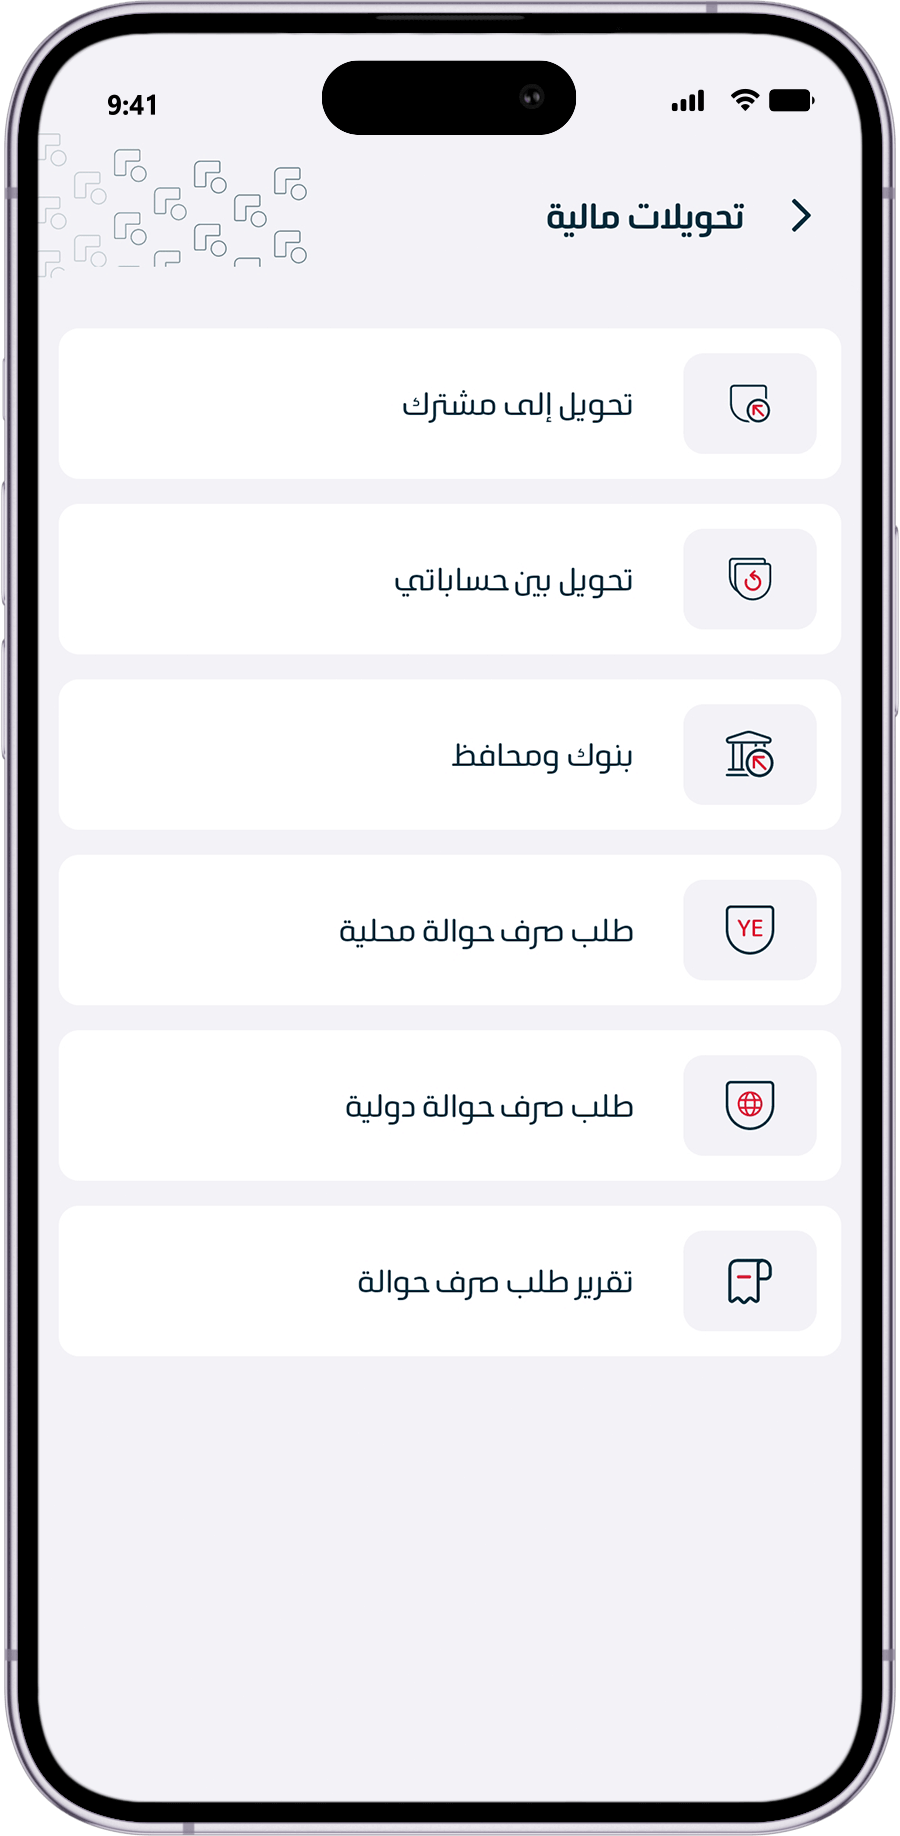 9:41
تحويلات مالية
تحويل إلى مشترك
تحويل بين حساباتي
بنوك ومحافظ
YE
طلب صرف حوالة محلية
طلب صرف حوالة دولية
تقرير طلب صرف حوالة